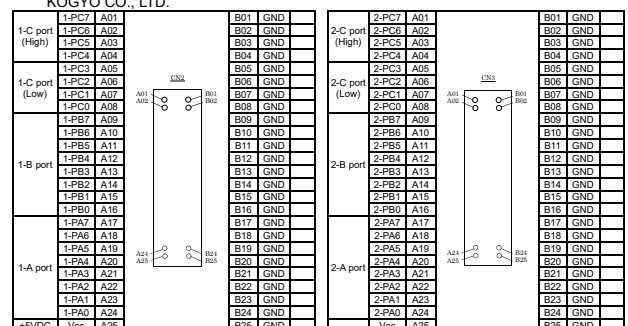 KOGYO CO., LTD.
1-PC7 A01 B01 GND 2-PC7 A01 B01 GND
1-C port 1-PC6 A02 B02 GND 2-C port 2-PC6 A02 B02 GND
(High) 1-PC5 A03 B03 GND (High) 2-PC5 A03 B03 GND
1-PC4 A04 B04 GND 2-PC4 A04 B04 GND
1-PC3 A05 B05 GND 2-PC3 A05 B05 GND
1-C port 1-PC2 A06 CN2 B06 GND 2-C port 2-PC2 A06 CN3 B06 GND
(Low) 1-PC1 A07 A01 B01 B07 GND (Low) 2-PC1 A07 A01 B01 B07 GND
1-PC0 A08 A02 B02 B08 GND 2-PC0 A08 A02 B02 B08 GND
1-PB7 A09 B09 GND 2-PB7 A09 B09 GND
1-PB6 A10 B10 GND 2-PB6 A10 B10 GND
1-PB5 A11 B11 GND 2-PB5 A11 B11 GND
1-B port 1-PB4 A12 B12 GND 2-B port 2-PB4 A12 B12 GND
1-PB3 A13 B13 GND 2-PB3 A13 B13 GND
1-PB2 A14 B14 GND 2-PB2 A14 B14 GND
1-PB1 A15 B15 GND 2-PB1 A15 B15 GND
1-PB0 A16 B16 GND 2-PB0 A16 B16 GND
1-PA7 A17 B17 GND 2-PA7 A17 B17 GND
1-PA6 A18 B18 GND 2-PA6 A18 B18 GND
1-PA5 A19 A24 B24 B19 GND 2-PA5 A19 A24 B24 B19 GND
1-A port 1-PA4 A20 A25 B25 B20 GND 2-A port 2-PA4 A20 A25 B25 B20 GND
1-PA3 A21 B21 GND 2-PA3 A21 B21 GND
1-PA2 A22 B22 GND 2-PA2 A22 B22 GND
1-PA1 A23 B23 GND 2-PA1 A23 B23 GND
1-PA0 A24 B24 GND 2-PA0 A24 B24 GND
+5VDC Vcc A25 B25 GND Vcc A25 B25 GND